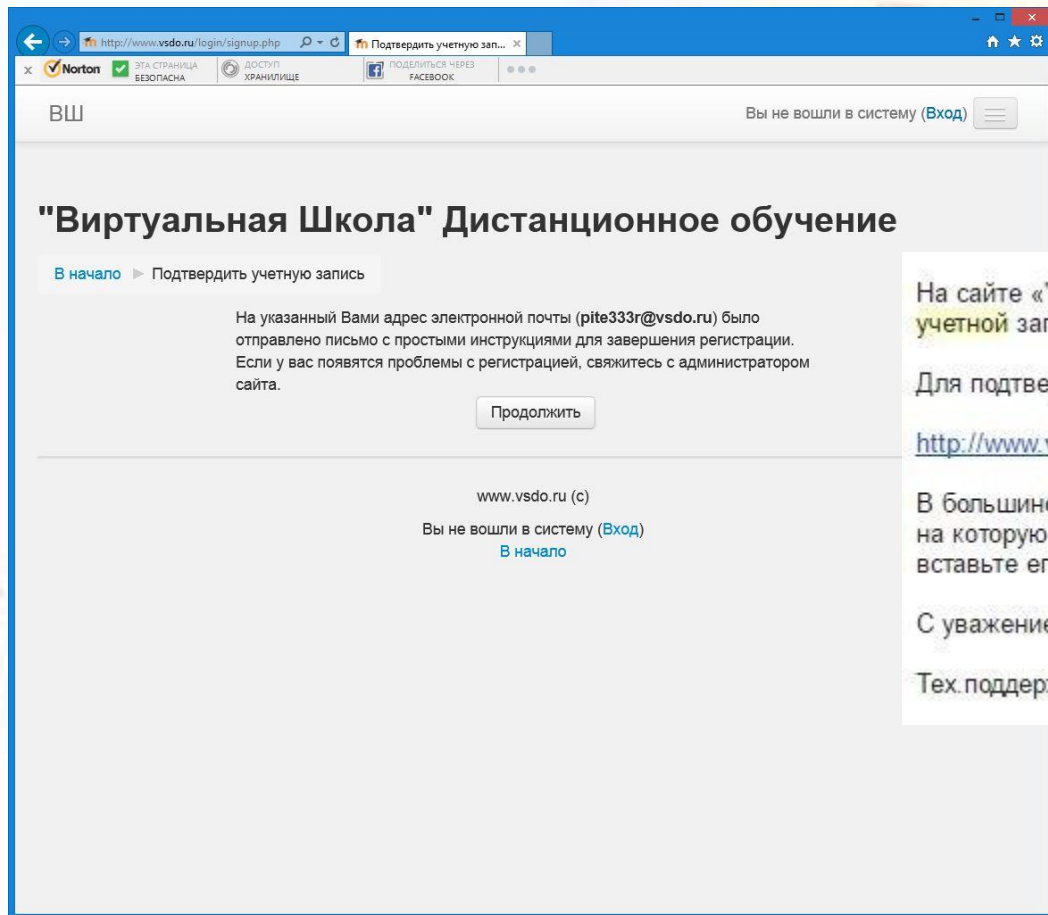 http://www.vsdo.ru/login/signup.php
Подтвердить учетную зап...
Norton
ЭТА СТРАНИЦА
БЕЗОПАСНА
ДОСТУП
ХРАНИЛИЩЕ
ПОДЕЛИТЬСЯ ЧЕРЕЗ
FACEBOOK
ВШ
Вы не вошли в систему (Вход)
"Виртуальная Школа" Дистанционное обучение
В начало ► Подтвердить учетную запись
На указанный Вами адрес электронной почты (pite333r@vsdo.ru) было
отправлено письмо с простыми инструкциями для завершения регистрации.
Если у вас появятся проблемы с регистрацией, свяжитесь с администратором
сайта.
Продолжить
www.vsdo.ru (c)
Вы не вошли в систему (Вход)
В начало
На сайте «
учетной зап
Для подтве
http://www.
В большин
на которую
вставьте ег
С уважение
Тех.поддер